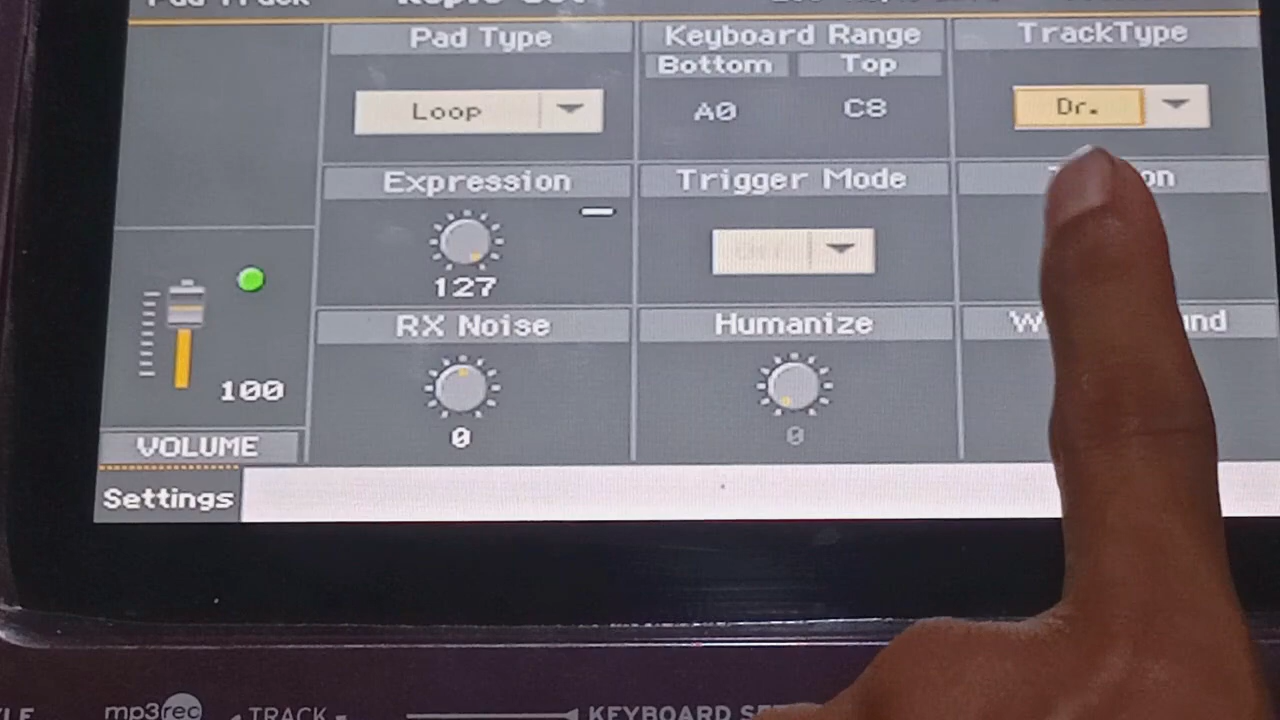 Pad Type
Keyboard Range
TrackType
Bottom
Top
Loop
A0
C8
Dr.
Expression
Trigger Mode
127
RX Noise
Humanize
100
0
0
VOLUME
Settings
mp3rec
TRACK
KEYBOARD